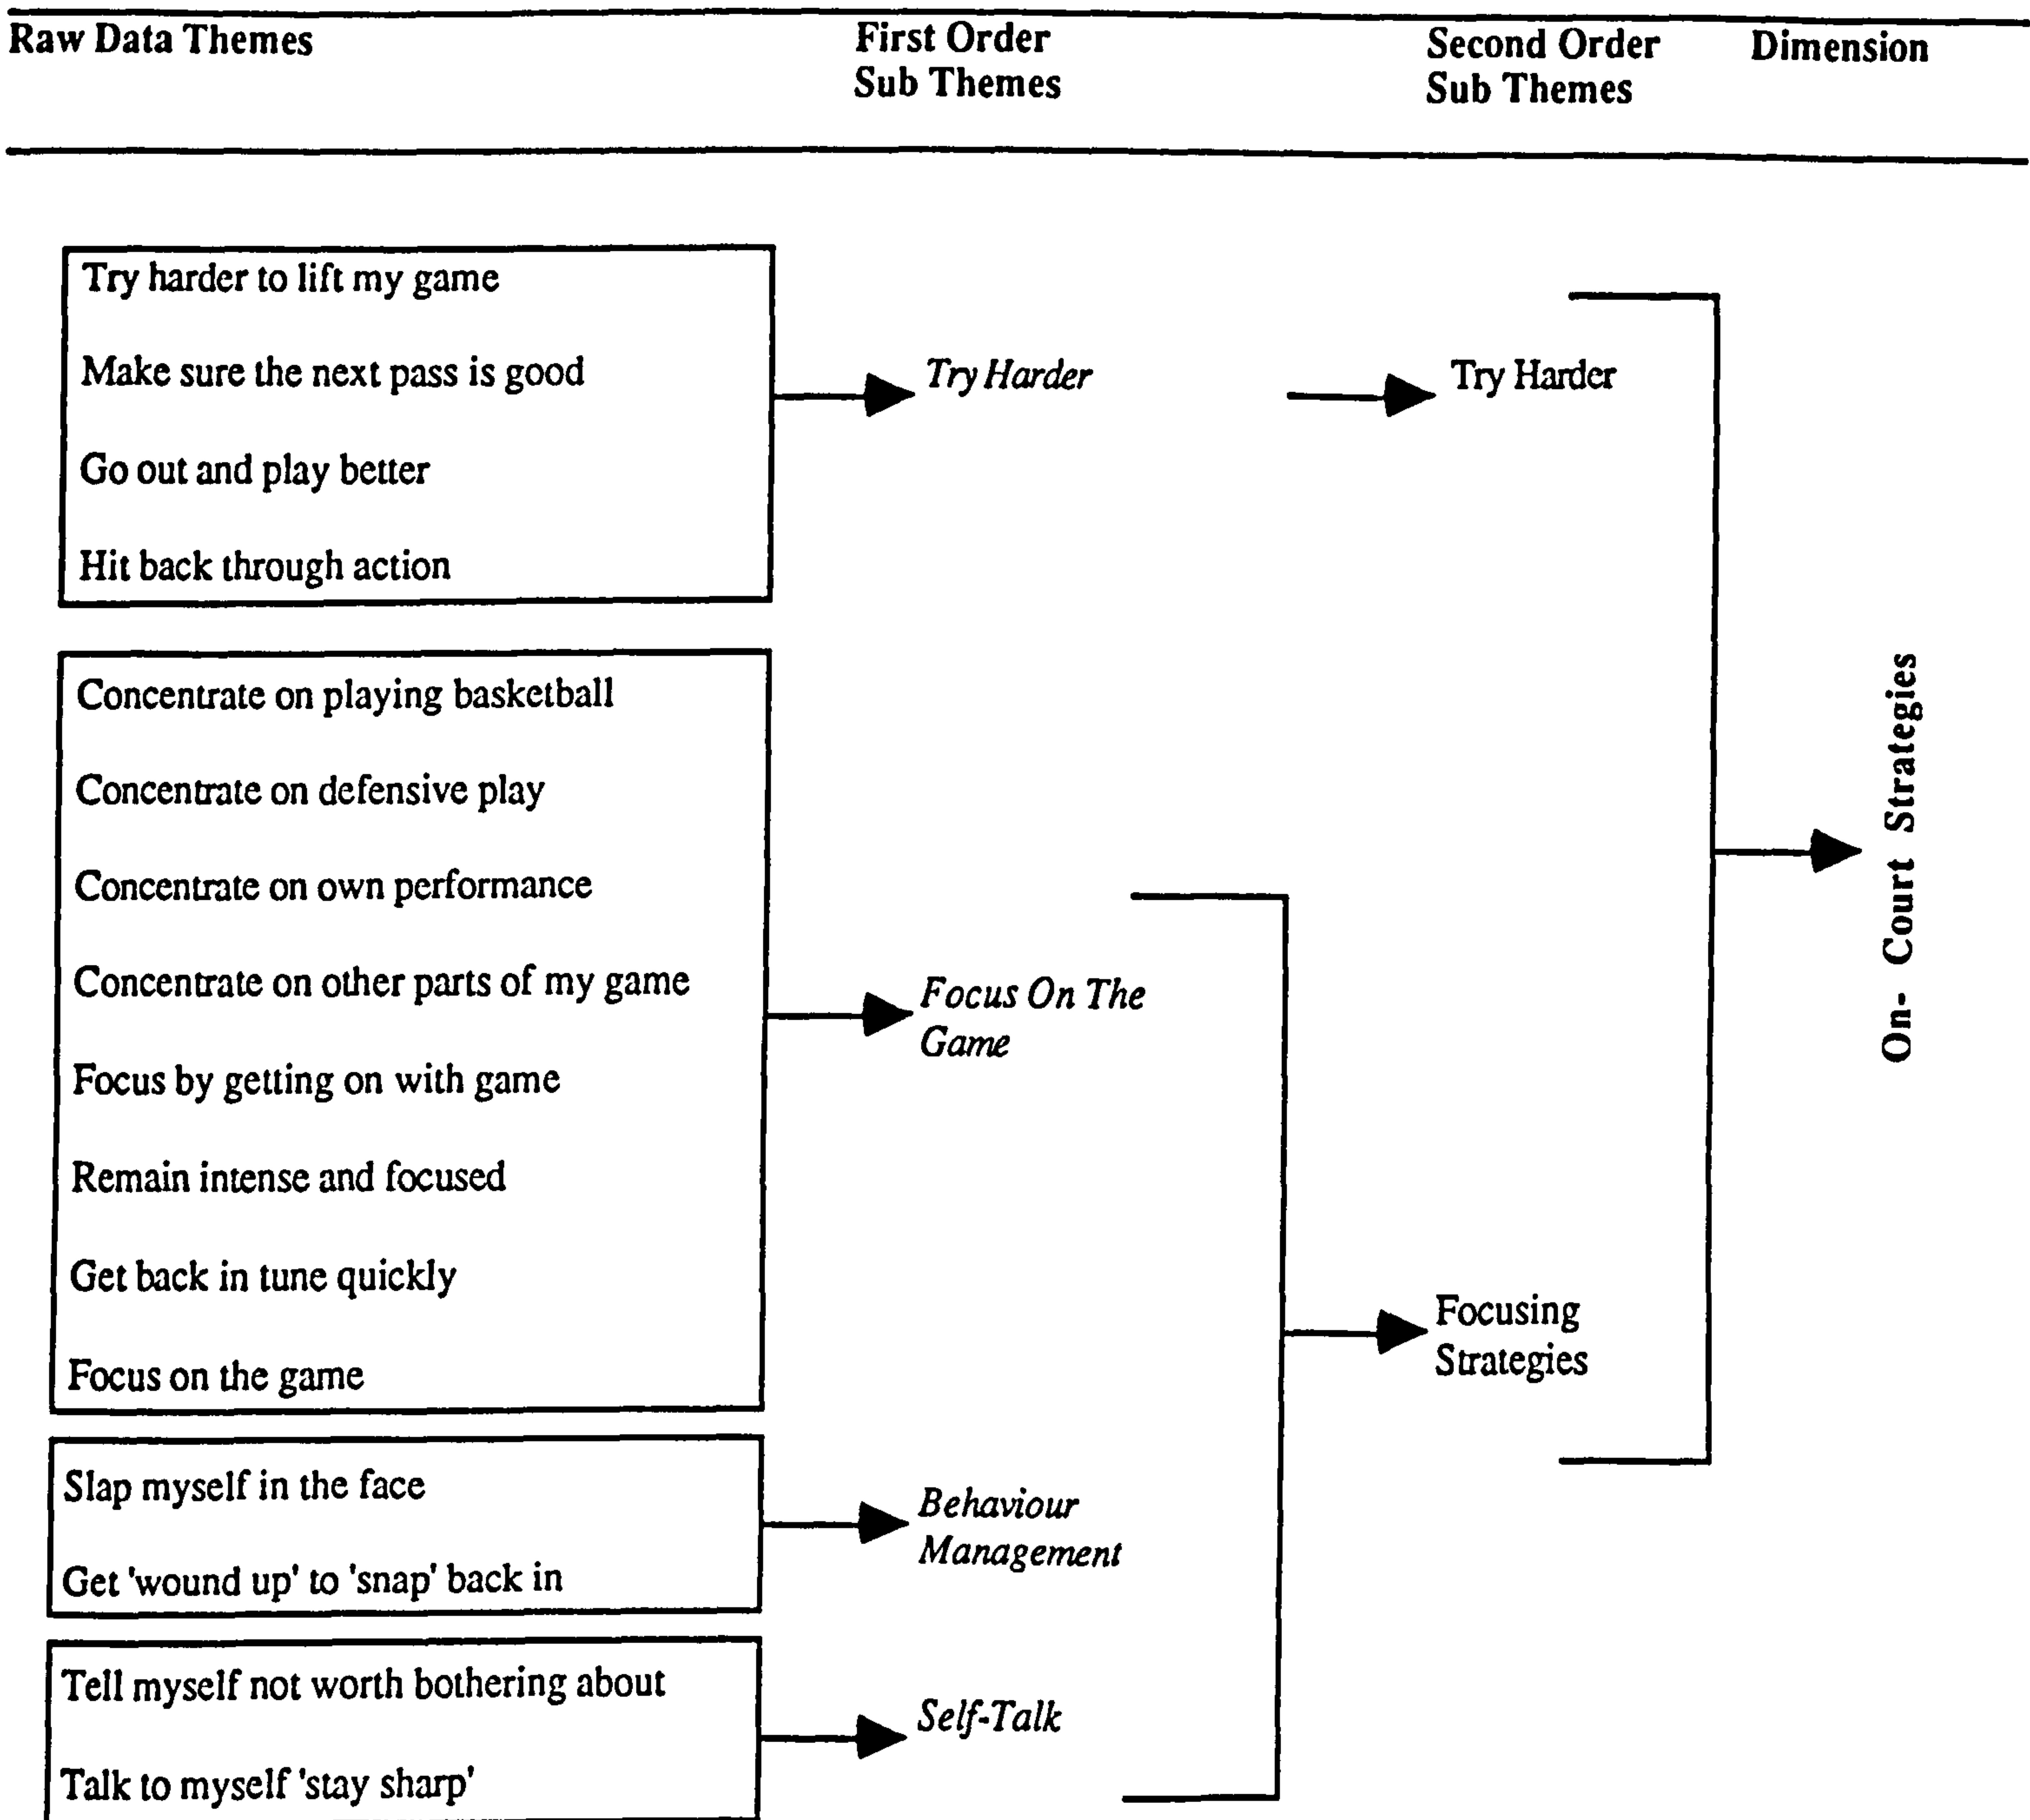 Raw Data Themes
First Order
Sub Themes
Second Order
Sub Themes
Dimension
Try harder to lift my game
Make sure the next pass is good
Go out and play better
Hit back through action
Try Harder
Try Harder
Concentrate on playing basketball
Concentrate on defensive play
Concentrate on own performance
Concentrate on other parts of my game
Focus by getting on with game
Remain intense and focused
Get back in tune quickly
Focus on the game
Focus On The
Game
Slap myself in the face
Get 'wound up' to 'snap' back in
Behaviour
Management
Tell myself not worth bothering about
Talk to myself 'stay sharp'
Self-Talk
Focusing
Strategies
On- Court Strategies